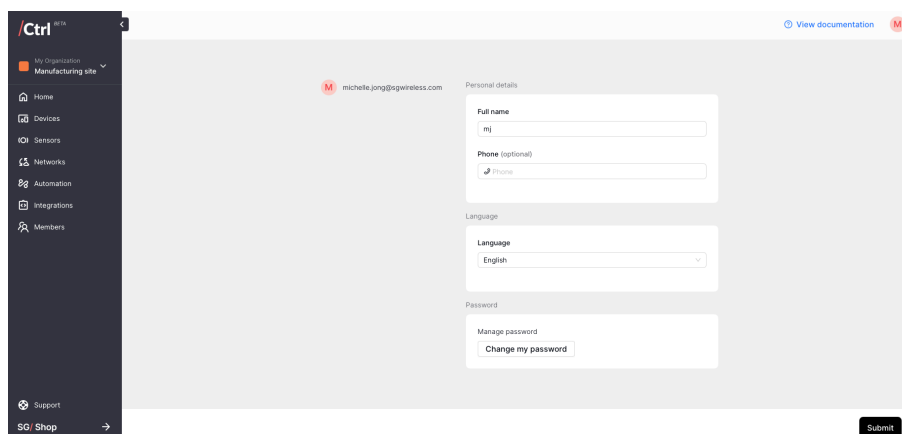 /Ctrl BETA
View documentation
M
My Organization
Manufacturing site
Home
Devices
Sensors
Networks
Automation
Integrations
Members
Support
SG/ Shop
M michelle.jong@sgwireless.com
Personal details
Full name
mj
Phone (optional)
Phone
Language
Language
English
Password
Manage password
Change my password
Submit